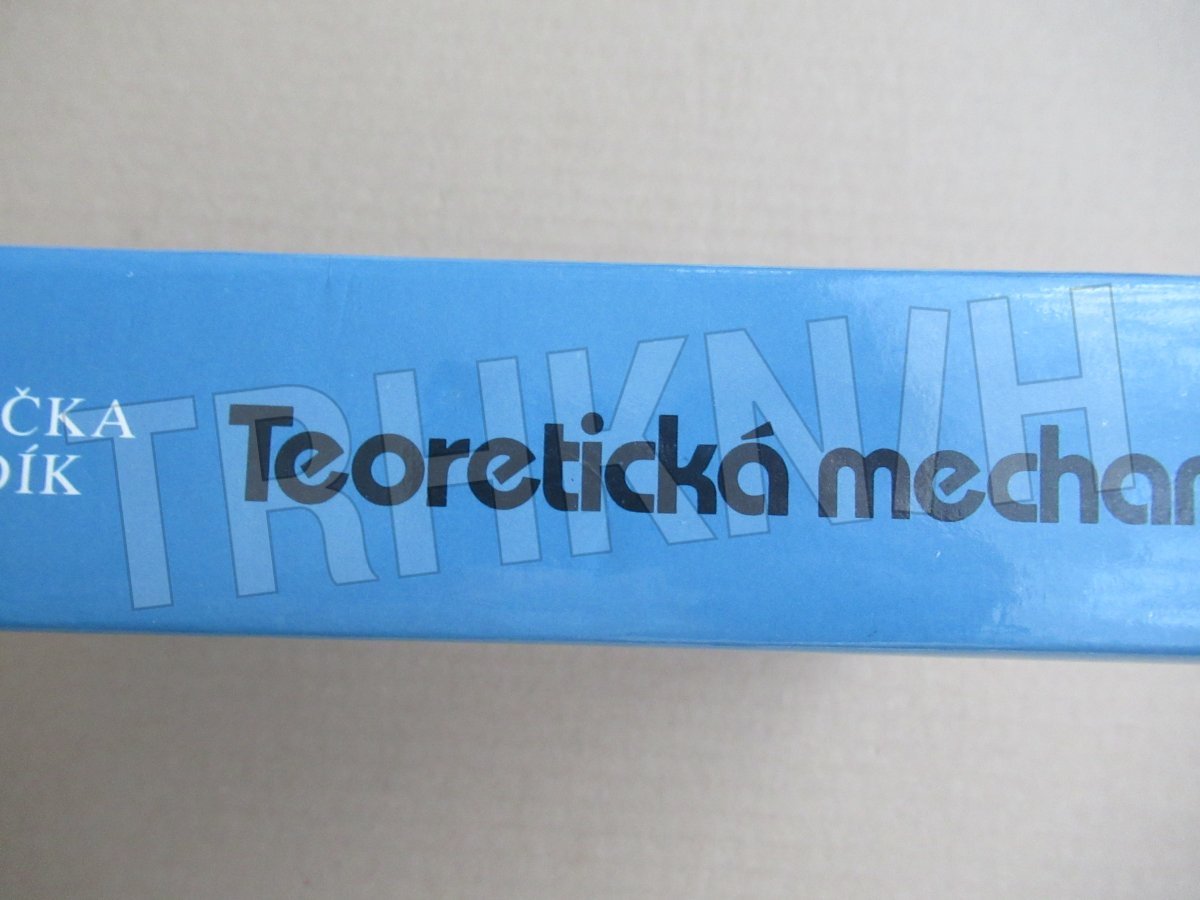 ČKA
DÍK
Teoretická mechan
TRHKNIH